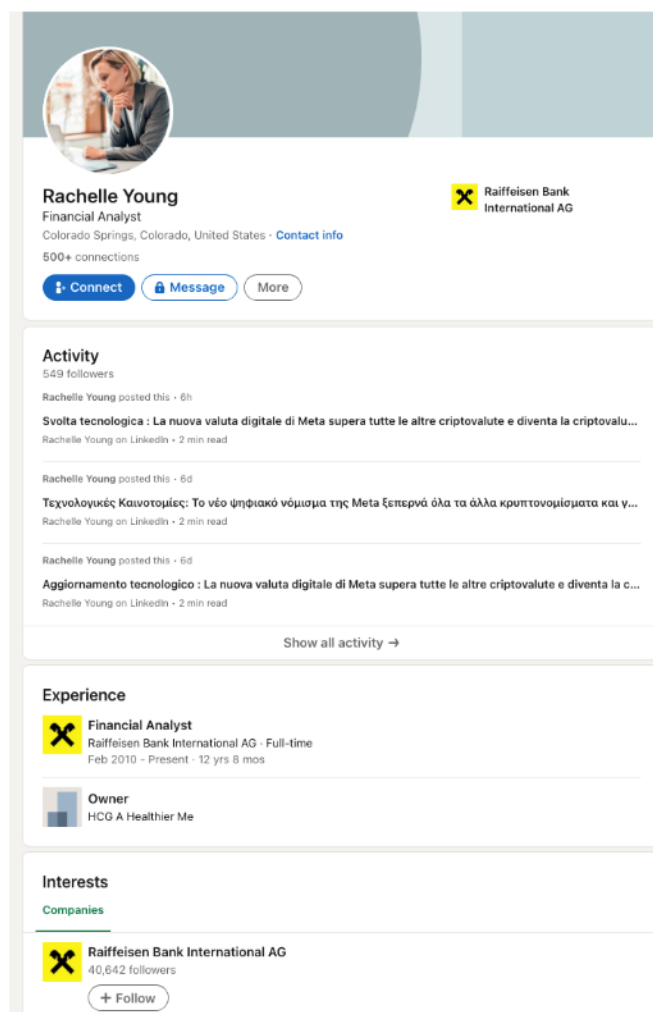 Rachelle Young
Financial Analyst
Colorado Springs, Colorado, United States · Contact info
500+ connections
Raiffeisen Bank
International AG
Connect
Message
More
Activity
549 followers
Rachelle Young posted this • 6h
Svolta tecnologica : La nuova valuta digitale di Meta supera tutte le altre criptovalute e diventa la criptovalu...
Rachelle Young on LinkedIn • 2 min read
Rachelle Young posted this • 6d
Τεχνολογικές Καινοτομίες: Το νέο ψηφιακό νόμισμα της Meta ξεπερνά όλα τα άλλα κρυπτονομίσματα και γ...
Rachelle Young on LinkedIn • 2 min read
Rachelle Young posted this • 6d
Aggiornamento tecnologico : La nuova valuta digitale di Meta supera tutte le altre criptovalute e diventa la c...
Rachelle Young on LinkedIn • 2 min read
Show all activity →
Experience
Financial Analyst
Raiffeisen Bank International AG · Full-time
Feb 2010 - Present · 12 yrs 8 mos
Owner
HCG A Healthier Me
Interests
Companies
Raiffeisen Bank International AG
40,642 followers
+ Follow